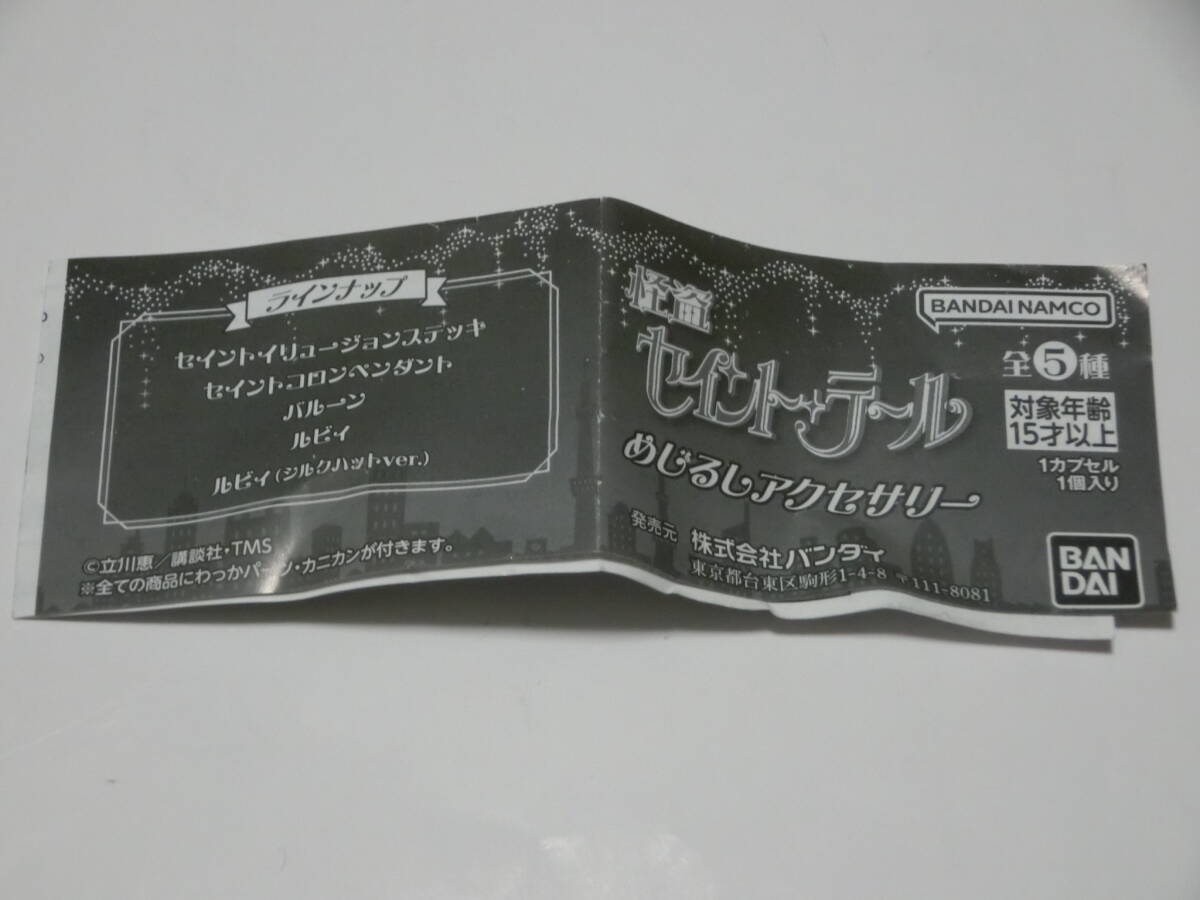 ラインナップ
セイントイリュージョンステッキ
セイントコロンペンダント
バルーン
ルビィ
ルビィ(シルクハットver.)
©立川恵/講談社・TMS
※全ての商品にわっかパーツ・カニカンが付きます。
怪盗
セイント・テール
めじるしアクセサリー
BANDAI NAMCO
全5種
対象年齢
15才以上
1カプセル
1個入り
発売元 株式会社バンダイ
東京都台東区駒形1-4-8 〒111-8081
BAN
DAI